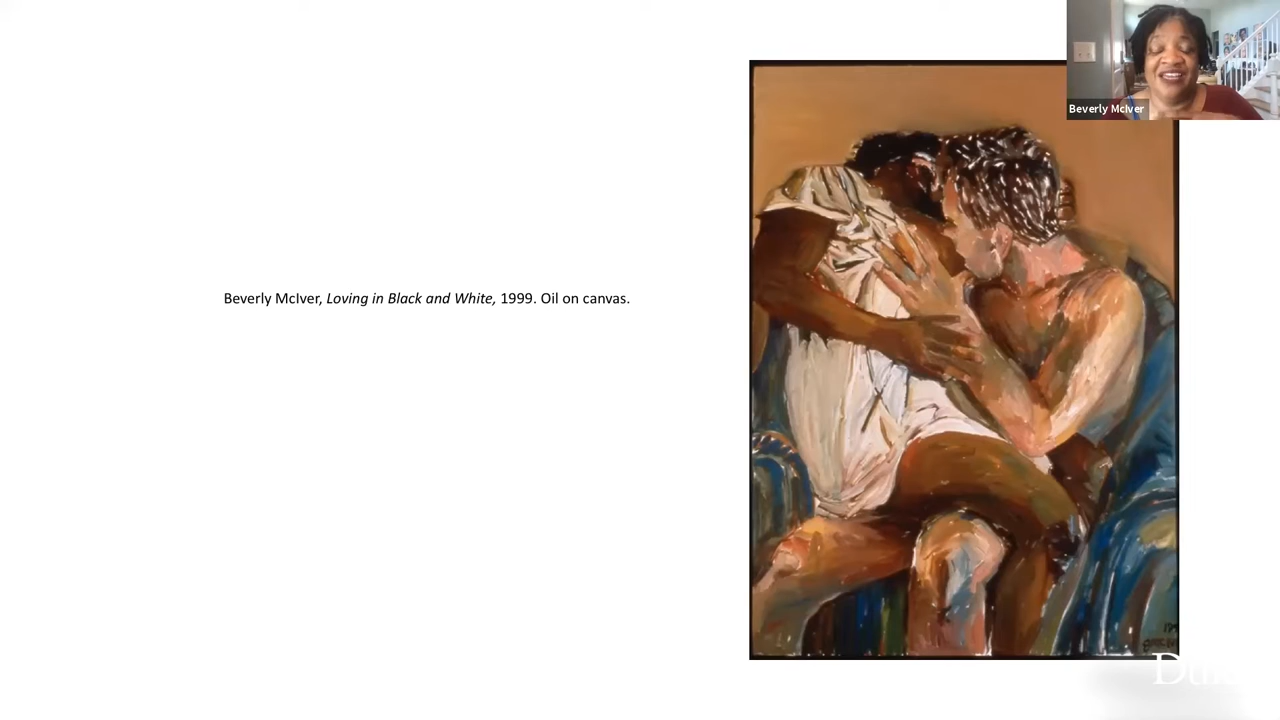 Beverly McIver
Beverly McIver, Loving in Black and White, 1999. Oil on canvas.